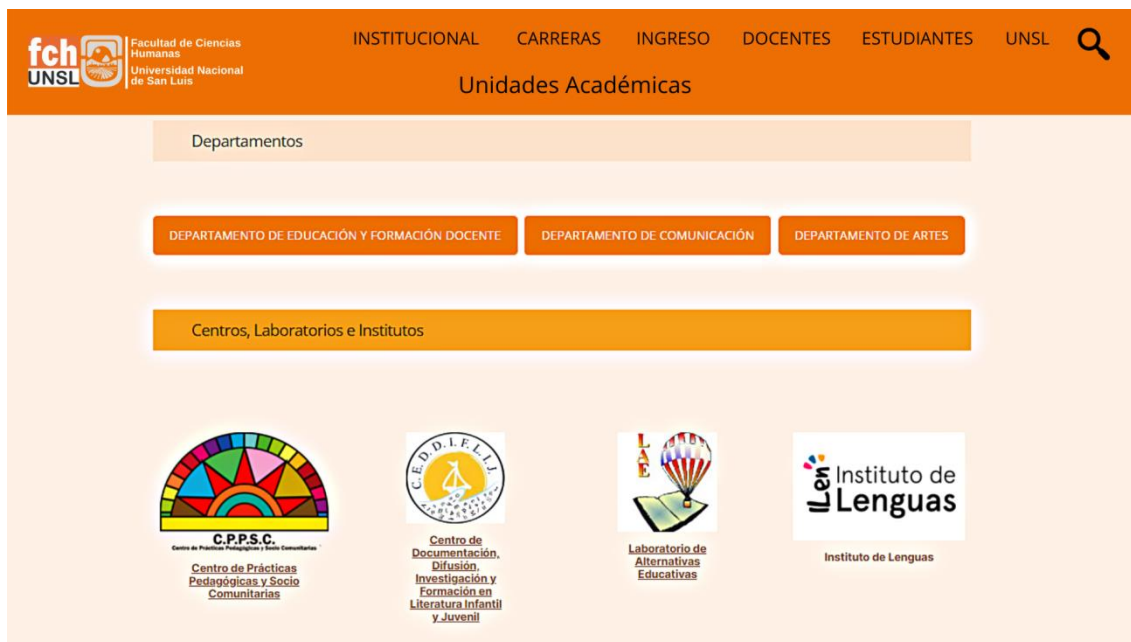 fch
UNSL
Facultad de Ciencias
Humanas
Universidad Nacional
de San Luis
INSTITUCIONAL CARRERAS INGRESO DOCENTES ESTUDIANTES UNSL
Unidades Académicas
Departamentos
DEPARTAMENTO DE EDUCACIÓN Y FORMACIÓN DOCENTE DEPARTAMENTO DE COMUNICACIÓN DEPARTAMENTO DE ARTES
Centros, Laboratorios e Institutos
C.P.P.S.C.
Centro de Prácticas Pedagógicas y Socio Comunitarias
Centro de Prácticas
Pedagógicas y Socio
Comunitarias
C.E.D.D.I.F.L.I.J.
Centro de
Documentación,
Difusión,
Investigación y
Formación en
Literatura Infantil
y Juvenil
LAE
Laboratorio de
Alternativas
Educativas
iLen Instituto de
Lenguas
Instituto de Lenguas